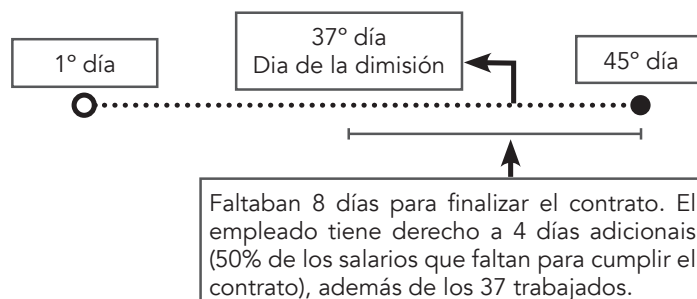 1º día
37º día
Dia de la dimisión
45º día
Faltaban 8 días para finalizar el contrato. El
empleado tiene derecho a 4 días adicionais
(50% de los salarios que faltan para cumplir el
contrato), además de los 37 trabajados.